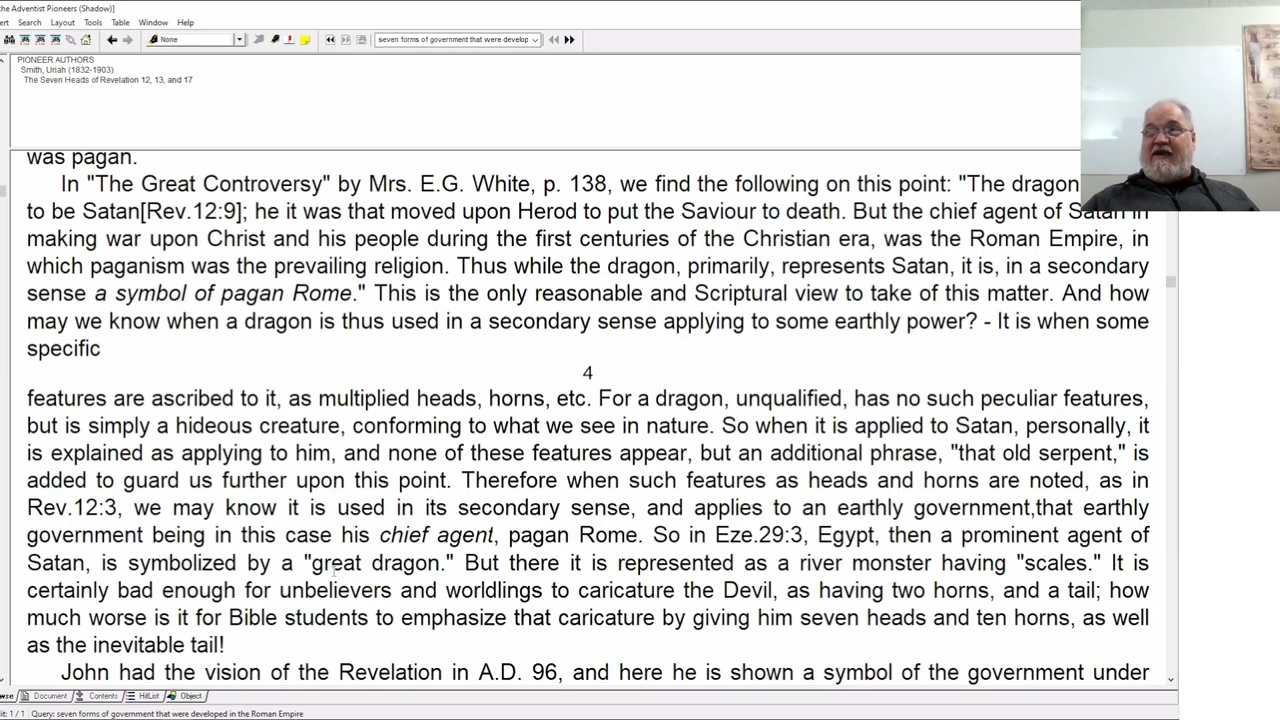 the Adventist Pioneers (Shadow)]
ert Search Layout Tools Table Window Help
None seven forms of government that were develop
PIONEER AUTHORS
Smith, Uriah (1832-1903)
The Seven Heads of Revelation 12, 13, and 17
was pagan.
In "The Great Controversy" by Mrs. E.G. White, p. 138, we find the following on this point: "The dragon
to be Satan[Rev.12:9]; he it was that moved upon Herod to put the Saviour to death. But the chief agent of Satan in
making war upon Christ and his people during the first centuries of the Christian era, was the Roman Empire, in
which paganism was the prevailing religion. Thus while the dragon, primarily, represents Satan, it is, in a secondary
sense a symbol of pagan Rome." This is the only reasonable and Scriptural view to take of this matter. And how
may we know when a dragon is thus used in a secondary sense applying to some earthly power? - It is when some
specific
4
features are ascribed to it, as multiplied heads, horns, etc. For a dragon, unqualified, has no such peculiar features,
but is simply a hideous creature, conforming to what we see in nature. So when it is applied to Satan, personally, it
is explained as applying to him, and none of these features appear, but an additional phrase, "that old serpent," is
added to guard us further upon this point. Therefore when such features as heads and horns are noted, as in
Rev.12:3, we may know it is used in its secondary sense, and applies to an earthly government,that earthly
government being in this case his chief agent, pagan Rome. So in Eze.29:3, Egypt, then a prominent agent of
Satan, is symbolized by a "great dragon." But there it is represented as a river monster having "scales." It is
certainly bad enough for unbelievers and worldlings to caricature the Devil, as having two horns, and a tail; how
much worse is it for Bible students to emphasize that caricature by giving him seven heads and ten horns, as well
as the inevitable tail!
John had the vision of the Revelation in A.D. 96, and here he is shown a symbol of the government under
wse Document Contents HitList Object
it: 1 / 1 Query: seven forms of government that were developed in the Roman Empire